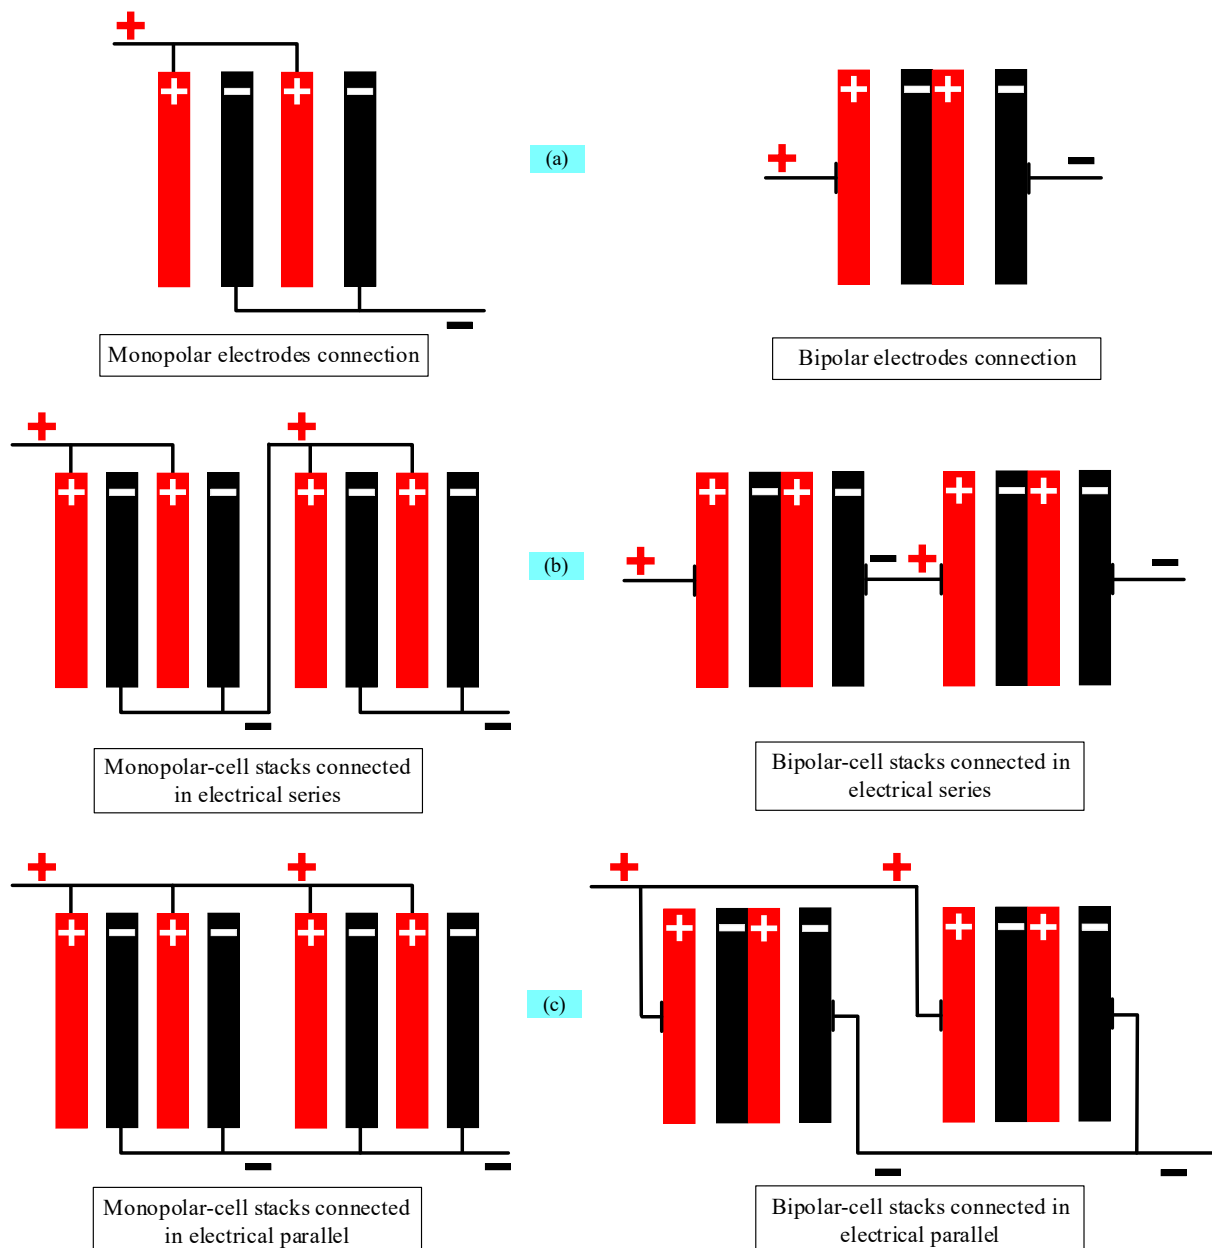 +
+ − + −
−
Monopolar electrodes connection
(a)
+ − + −
+ −
Bipolar electrodes connection
+ +
+ − + − + − + −
− −
Monopolar-cell stacks connected
in electrical series
(b)
+ − + − + − + −
+ − + −
Bipolar-cell stacks connected in
electrical series
+ +
+ − + − + − + −
− −
Monopolar-cell stacks connected
in electrical parallel
(c)
+ +
+ − + − + − + −
− −
Bipolar-cell stacks connected in
electrical parallel